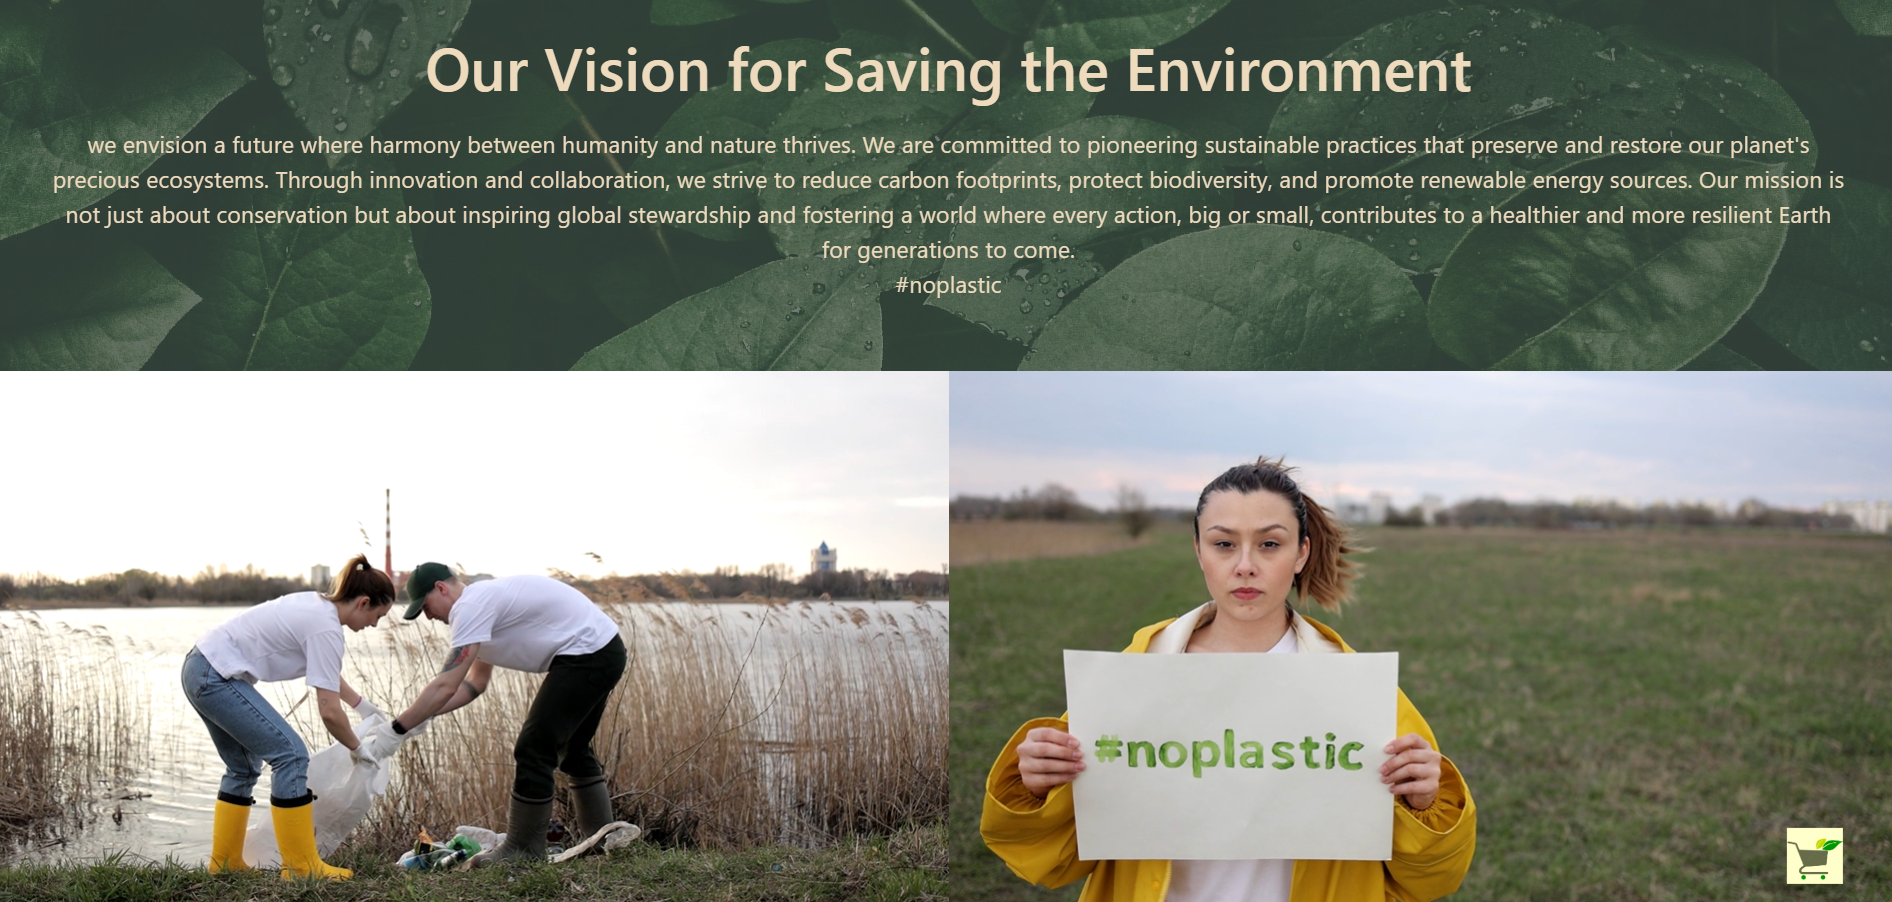 Our Vision for Saving the Environment
we envision a future where harmony between humanity and nature thrives. We are committed to pioneering sustainable practices that preserve and restore our planet's
precious ecosystems. Through innovation and collaboration, we strive to reduce carbon footprints, protect biodiversity, and promote renewable energy sources. Our mission is
not just about conservation but about inspiring global stewardship and fostering a world where every action, big or small, contributes to a healthier and more resilient Earth
for generations to come.
#noplastic
#noplastic